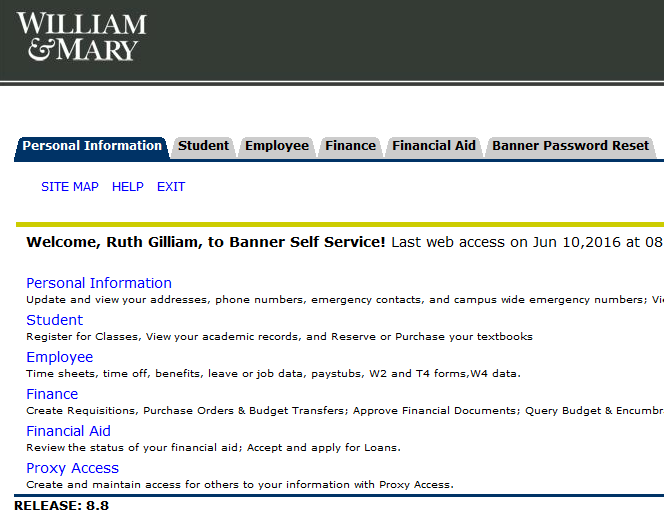 WILLIAM
&MARY
Personal Information Student Employee Finance Financial Aid Banner Password Reset
SITE MAP HELP EXIT
Welcome, Ruth Gilliam, to Banner Self Service! Last web access on Jun 10,2016 at 08
Personal Information
Update and view your addresses, phone numbers, emergency contacts, and campus wide emergency numbers;
Student
Register for Classes, View your academic records, and Reserve or Purchase your textbooks
Employee
Time sheets, time off, benefits, leave or job data, paystubs, W2 and T4 forms,W4 data.
Finance
Create Requisitions, Purchase Orders & Budget Transfers; Approve Financial Documents; Query Budget &
Financial Aid
Review the status of your financial aid; Accept and apply for Loans.
Proxy Access
Create and maintain access for others to your information with Proxy Access.
RELEASE: 8.8